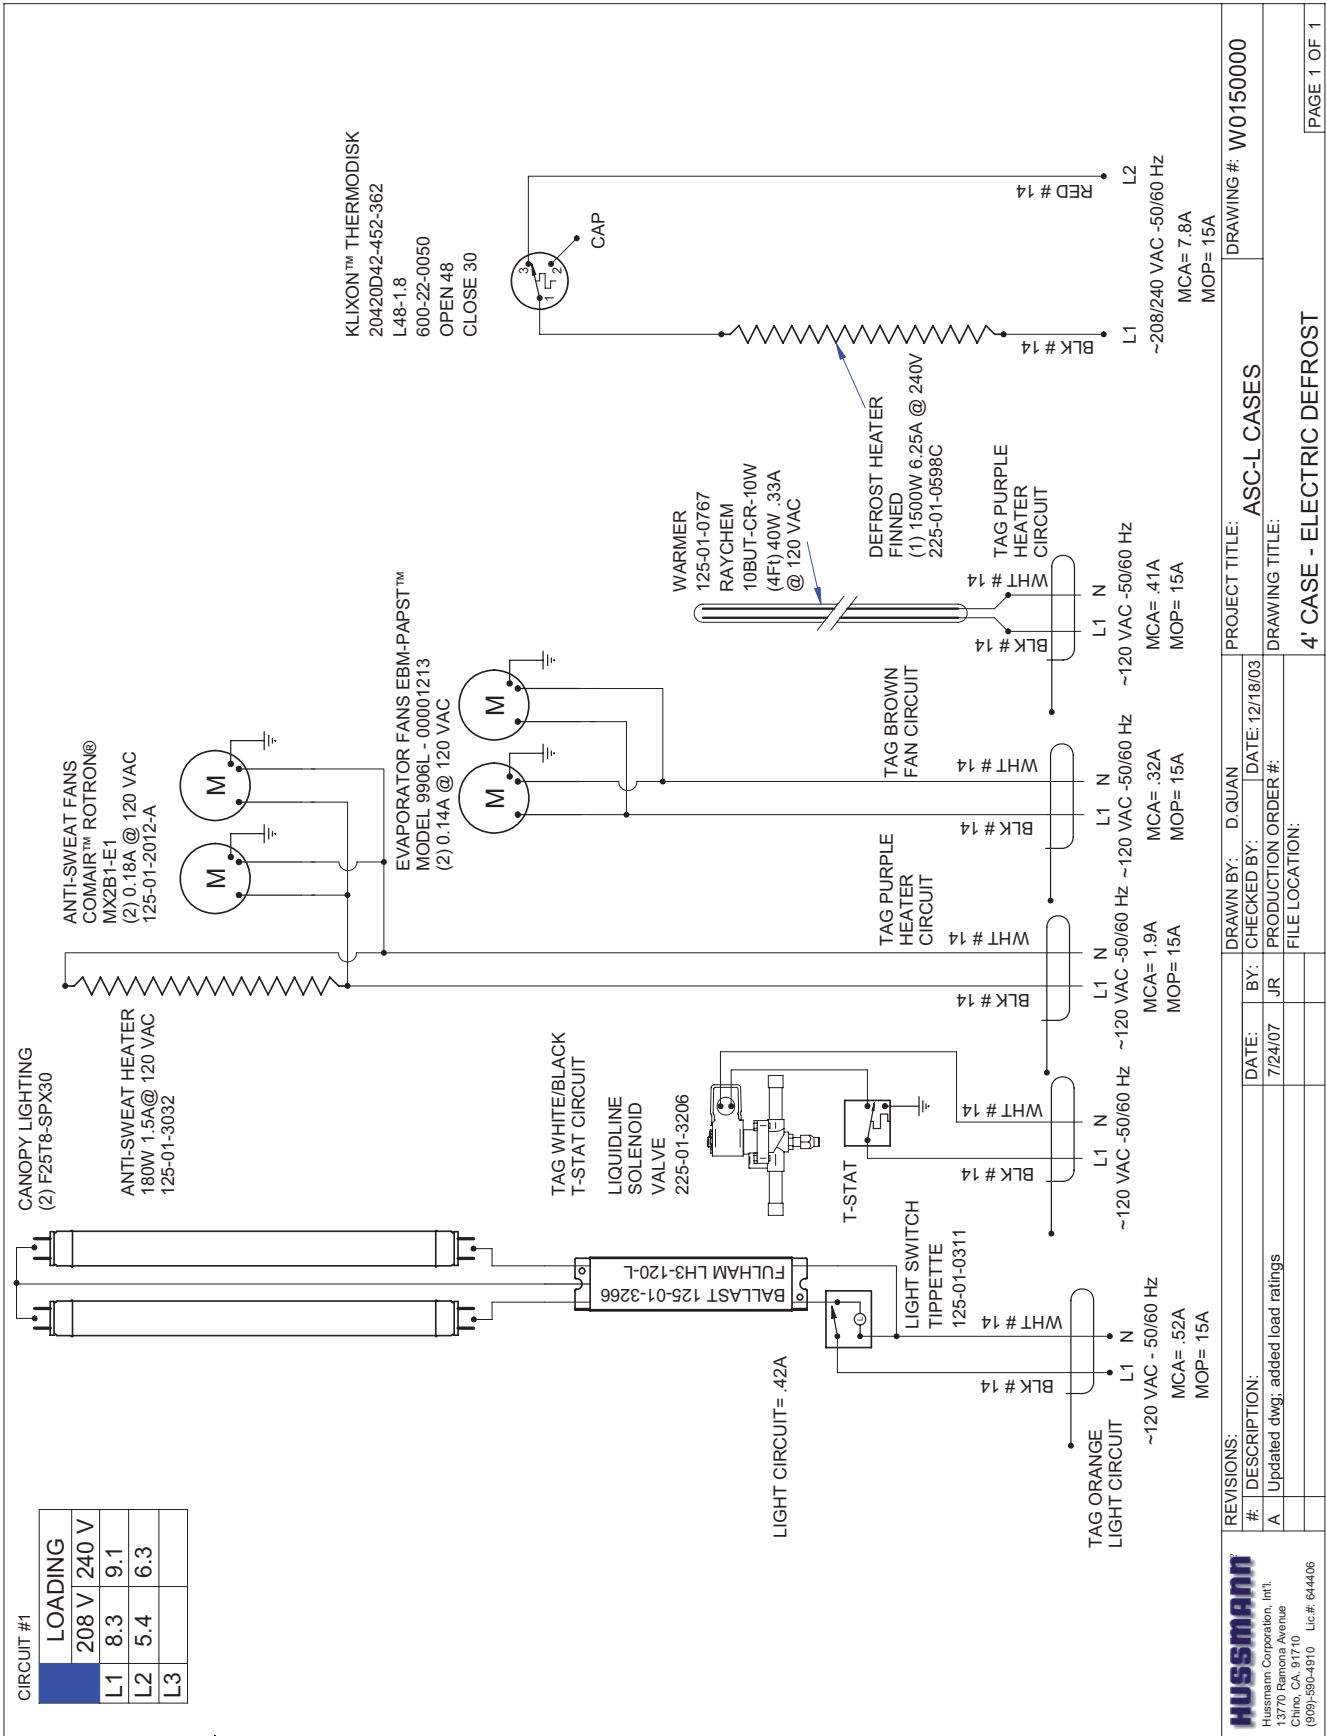 CIRCUIT #1
LOADING
208 V 240 V
L1 8.3 9.1
L2 5.4 6.3
L3
CANOPY LIGHTING
(2) F25T8-SPX30
BALLAST 125-01-3266
FULHAM LH3-120-L
LIGHT CIRCUIT= .42A
L
LIGHT SWITCH
TIPPETTE
125-01-0311
BLK # 14
WHT # 14
TAG ORANGE
LIGHT CIRCUIT
L1 N
~120 VAC - 50/60 Hz
MCA= .52A
MOP= 15A
TAG WHITE/BLACK
T-STAT CIRCUIT
LIQUIDLINE
SOLENOID
VALVE
225-01-3206
T-STAT
BLK # 14
WHT # 14
L1 N
~120 VAC -50/60 Hz
ANTI-SWEAT HEATER
180W 1.5A@ 120 VAC
125-01-3032
ANTI-SWEAT FANS
COMAIR™ ROTRON®
MX2B1-E1
(2) 0.18A @ 120 VAC
125-01-2012-A
M
M
TAG PURPLE
HEATER
CIRCUIT
BLK # 14
WHT # 14
L1 N
~120 VAC -50/60 Hz
MCA= 1.9A
MOP= 15A
EVAPORATOR FANS EBM-PAPST™
MODEL 9906L - 00001213
(2) 0.14A @ 120 VAC
M
M
TAG BROWN
FAN CIRCUIT
BLK # 14
WHT # 14
L1 N
~120 VAC -50/60 Hz
MCA= .32A
MOP= 15A
WARMER
125-01-0767
RAYCHEM
10BUT-CR-10W
(4Ft) 40W .33A
@ 120 VAC
TAG PURPLE
HEATER
CIRCUIT
BLK # 14
WHT # 14
L1 N
~120 VAC -50/60 Hz
MCA= .41A
MOP= 15A
KLIXON™ THERMODISK
20420D42-452-362
L48-1.8
600-22-0050
OPEN 48
CLOSE 30
3
1
2
CAP
DEFROST HEATER
FINNED
(1) 1500W 6.25A @ 240V
225-01-0598C
BLK # 14
RED # 14
L1 L2
~208/240 VAC -50/60 Hz
MCA= 7.8A
MOP= 15A
HUSSMANN
Hussmann Corporation, Int'l.
13770 Ramona Avenue
Chino, CA. 91710
(909)-590-4910 Lic.#: 644406
REVISIONS:
#: DESCRIPTION: DATE: BY:
A Updated dwg; added load ratings 7/24/07 JR
DRAWN BY: D.QUAN
CHECKED BY: DATE: 12/18/03
PRODUCTION ORDER #:
FILE LOCATION:
PROJECT TITLE:
ASC-L CASES
DRAWING #: W0150000
DRAWING TITLE:
4' CASE - ELECTRIC DEFROST
PAGE 1 OF 1